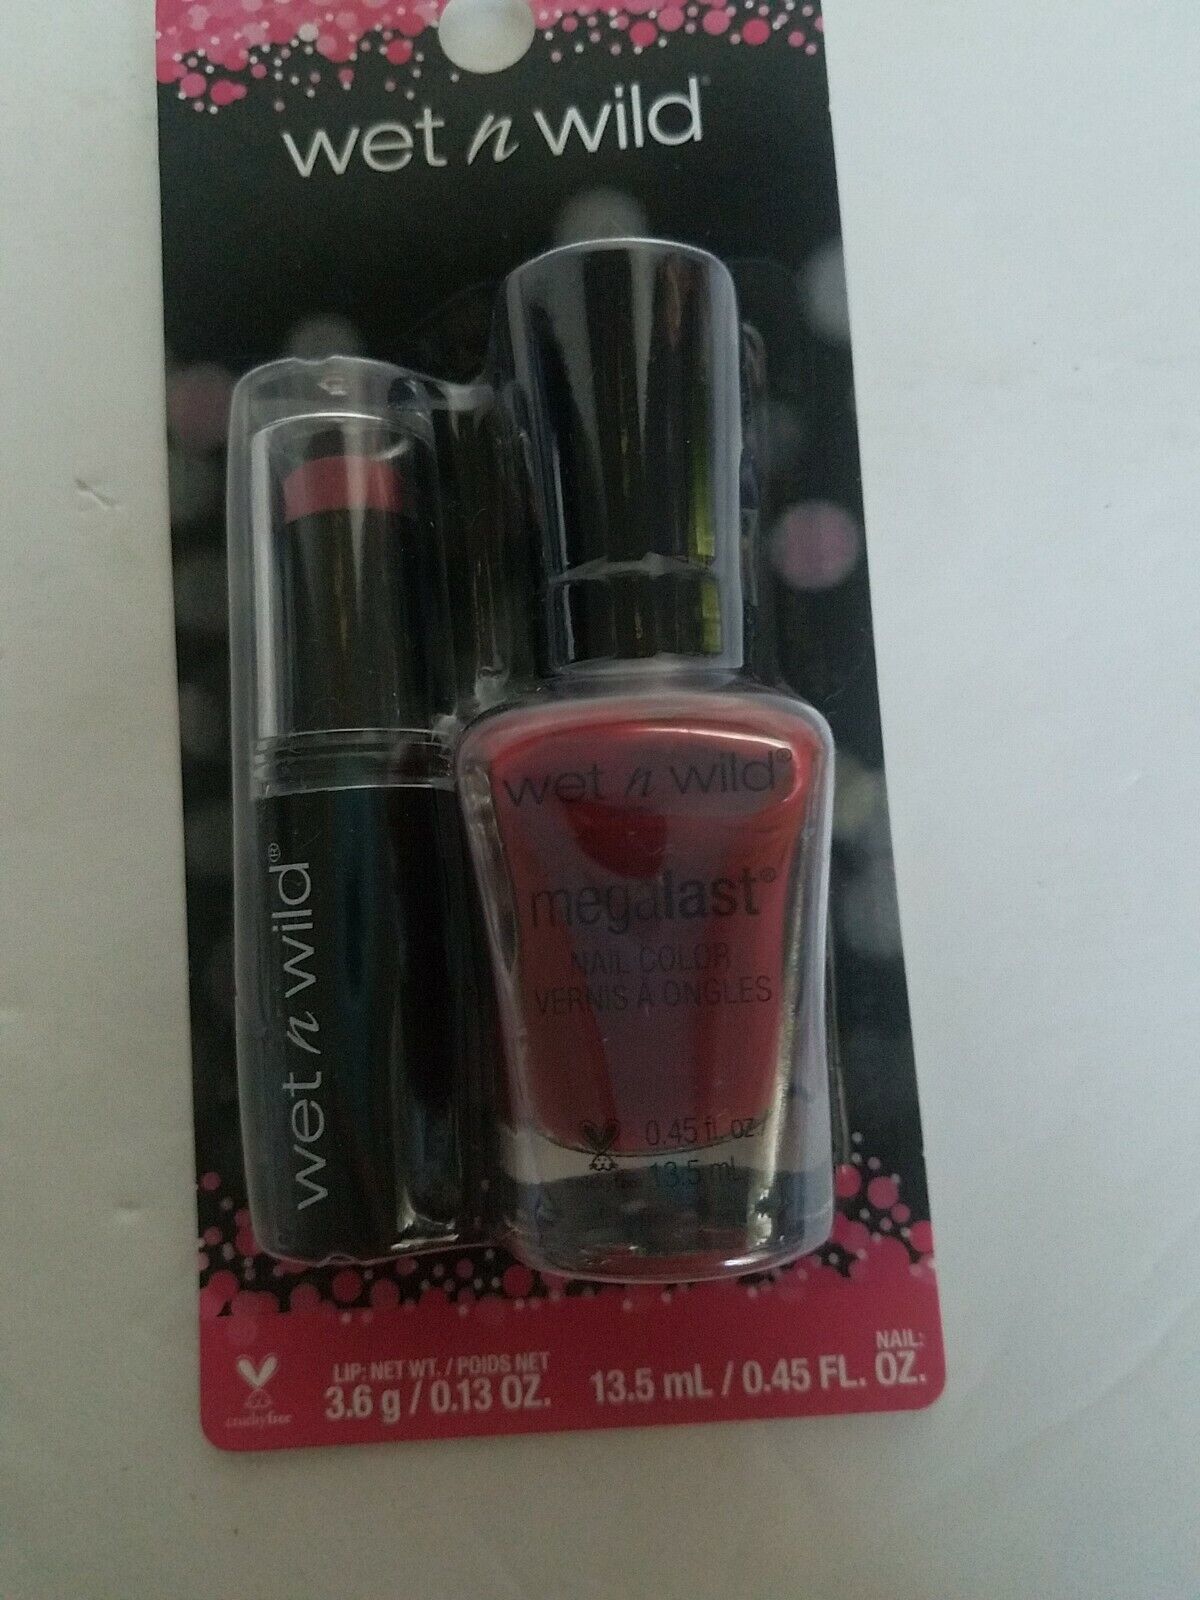 wet n wild®
wet n wild®
wet n wild®
megalast®
NAIL COLOR
VERNIS À ONGLES
0.45 fl. oz.
13.5 mL
crueltyfree
LIP: NET WT. / POIDS NET
3.6 g / 0.13 OZ.
NAIL:
13.5 mL / 0.45 FL. OZ.